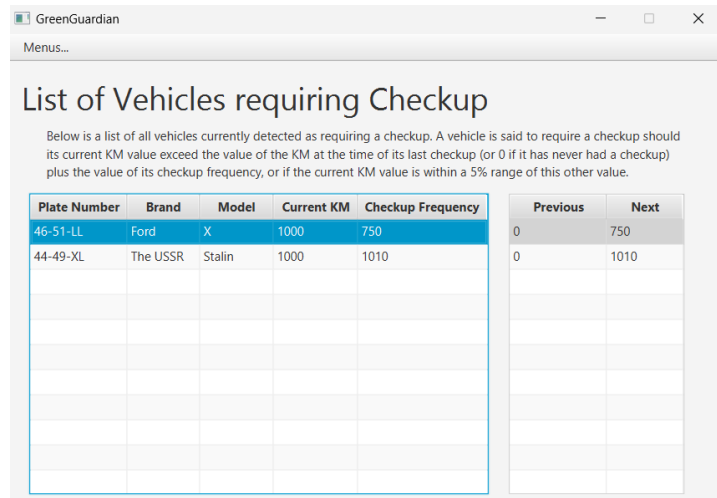 GreenGuardian
Menus...
List of Vehicles requiring Checkup
Below is a list of all vehicles currently detected as requiring a checkup. A vehicle is said to require a checkup should
its current KM value exceed the value of the KM at the time of its last checkup (or 0 if it has never had a checkup)
plus the value of its checkup frequency, or if the current KM value is within a 5% range of this other value.
Plate Number Brand Model Current KM Checkup Frequency Previous Next
46-51-LL Ford X 1000 750 0 750
44-49-XL The USSR Stalin 1000 1010 0 1010